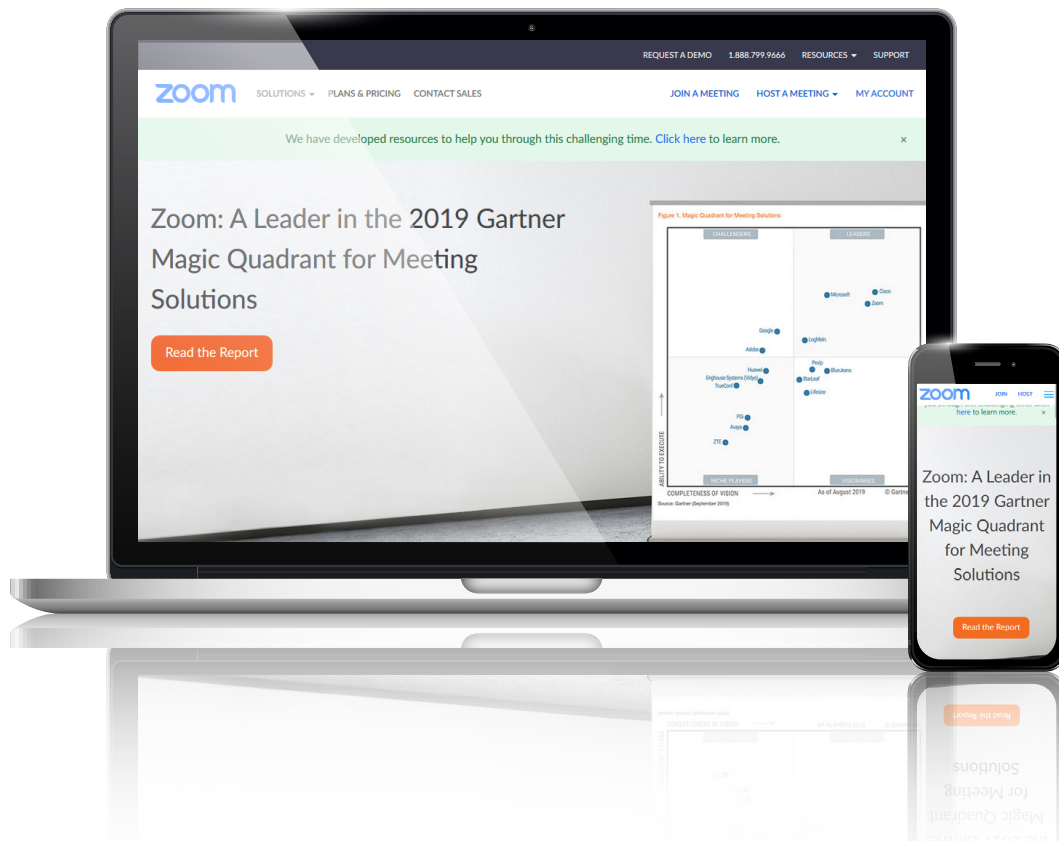 REQUEST A DEMO 1.888.799.9666 RESOURCES SUPPORT
zoom SOLUTIONS PLANS & PRICING CONTACT SALES JOIN A MEETING HOST A MEETING MY ACCOUNT
We have developed resources to help you through this challenging time. Click here to learn more. ×
Zoom: A Leader in the 2019 Gartner
Magic Quadrant for Meeting
Solutions
Read the Report
Figure 1. Magic Quadrant for Meeting Solutions
CHALLENGERS LEADERS
Microsoft
Cisco
Zoom
Google
LogMeIn
Adobe
Pexip
Huawei
BlueJeans
Enghouse Systems (Vidyo)
StarLeaf
TrueConf
Lifesize
PGi
Avaya
ZTE
ABILITY TO EXECUTE
NICHE PLAYERS VISIONARIES
COMPLETENESS OF VISION As of August 2019 © Gartne
Source: Gartner (September 2019)
zoom JOIN HOST
here to learn more. ×
Zoom: A Leader in
the 2019 Gartner
Magic Quadrant
for Meeting
Solutions
Read the Report